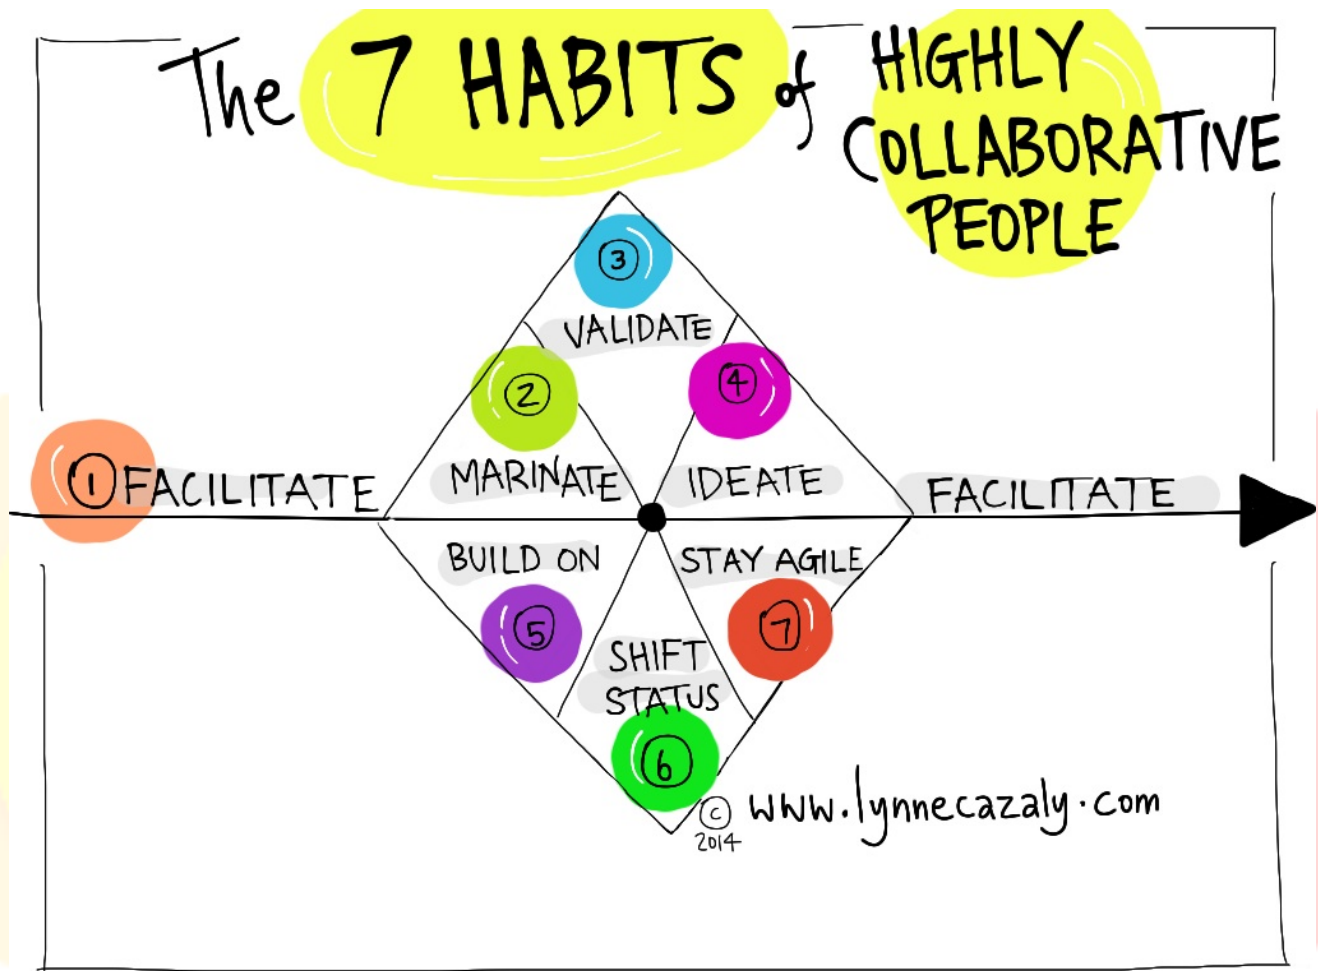 The 7 HABITS of HIGHLY
COLLABORATIVE
PEOPLE
3
VALIDATE
2
4
MARINATE
IDEATE
1 FACILITATE
FACILITATE
BUILD ON
STAY AGILE
5
7
SHIFT
STATUS
6
© www.lynnecazaly.com
2014